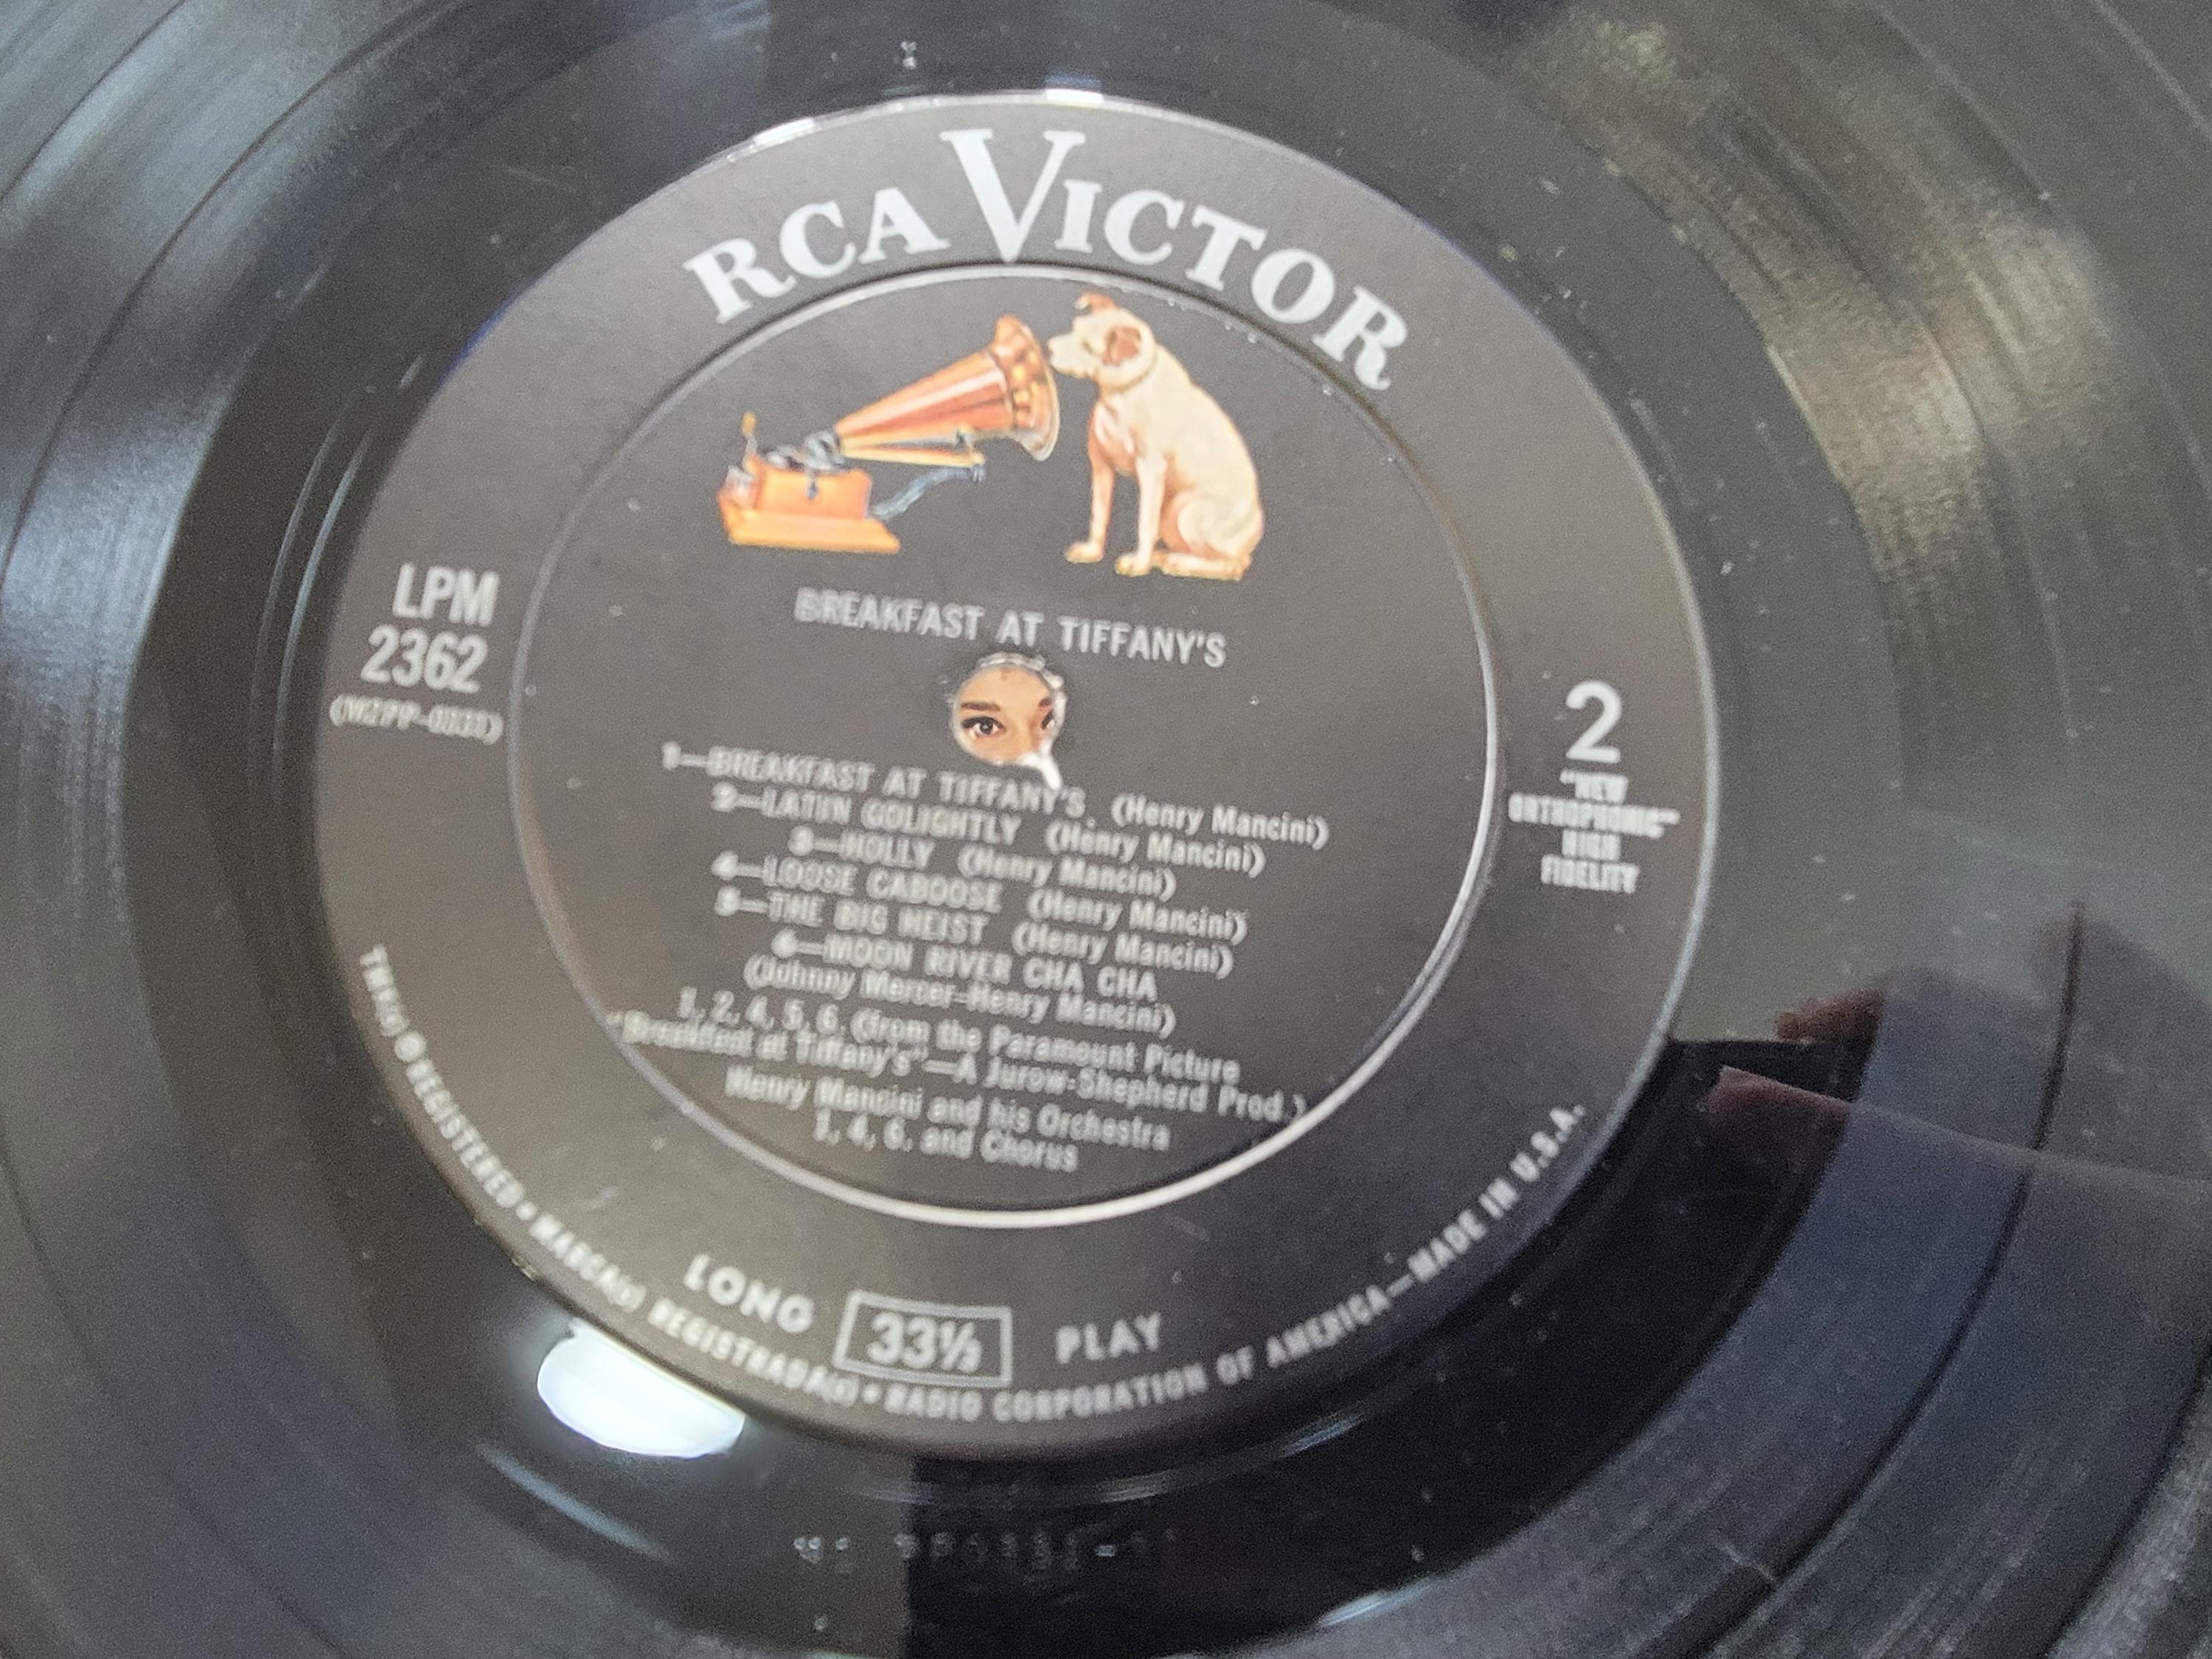 RCA VICTOR
LPM
2362
BREAKFAST AT TIFFANY'S
2
"NEW
ORTHOPHONIC"
HIGH
FIDELITY
1—BREAKFAST AT TIFFANY'S (Henry Mancini)
2—LATIN GOLIGHTLY (Henry Mancini)
3—HOLLY (Henry Mancini)
4—LOOSE CABOOSE (Henry Mancini)
5—THE BIG HEIST (Henry Mancini)
6—MOON RIVER CHA CHA
(Johnny Mercer-Henry Mancini)
1, 2, 4, 5, 6, (from the Paramount Picture
"Breakfast at Tiffany's"—A Jurow-Shepherd Prod.)
Henry Mancini and his Orchestra
1, 4, 6, and Chorus
LONG 33⅓ PLAY
TMK(s) ® REGISTERED • MARCA(s) REGISTRADA(s) • RADIO CORPORATION OF AMERICA—MADE IN U.S.A.